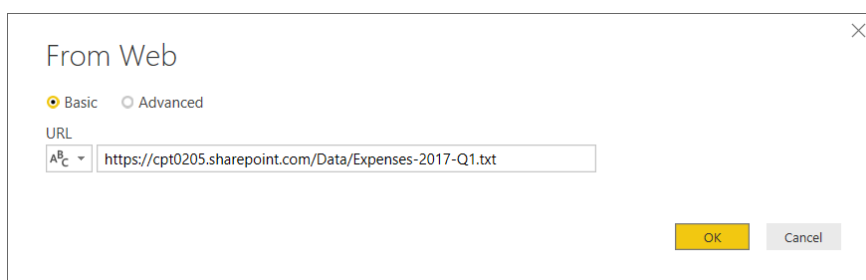 From Web
Basic Advanced
URL
ABC https://cpt0205.sharepoint.com/Data/Expenses-2017-Q1.txt
OK Cancel